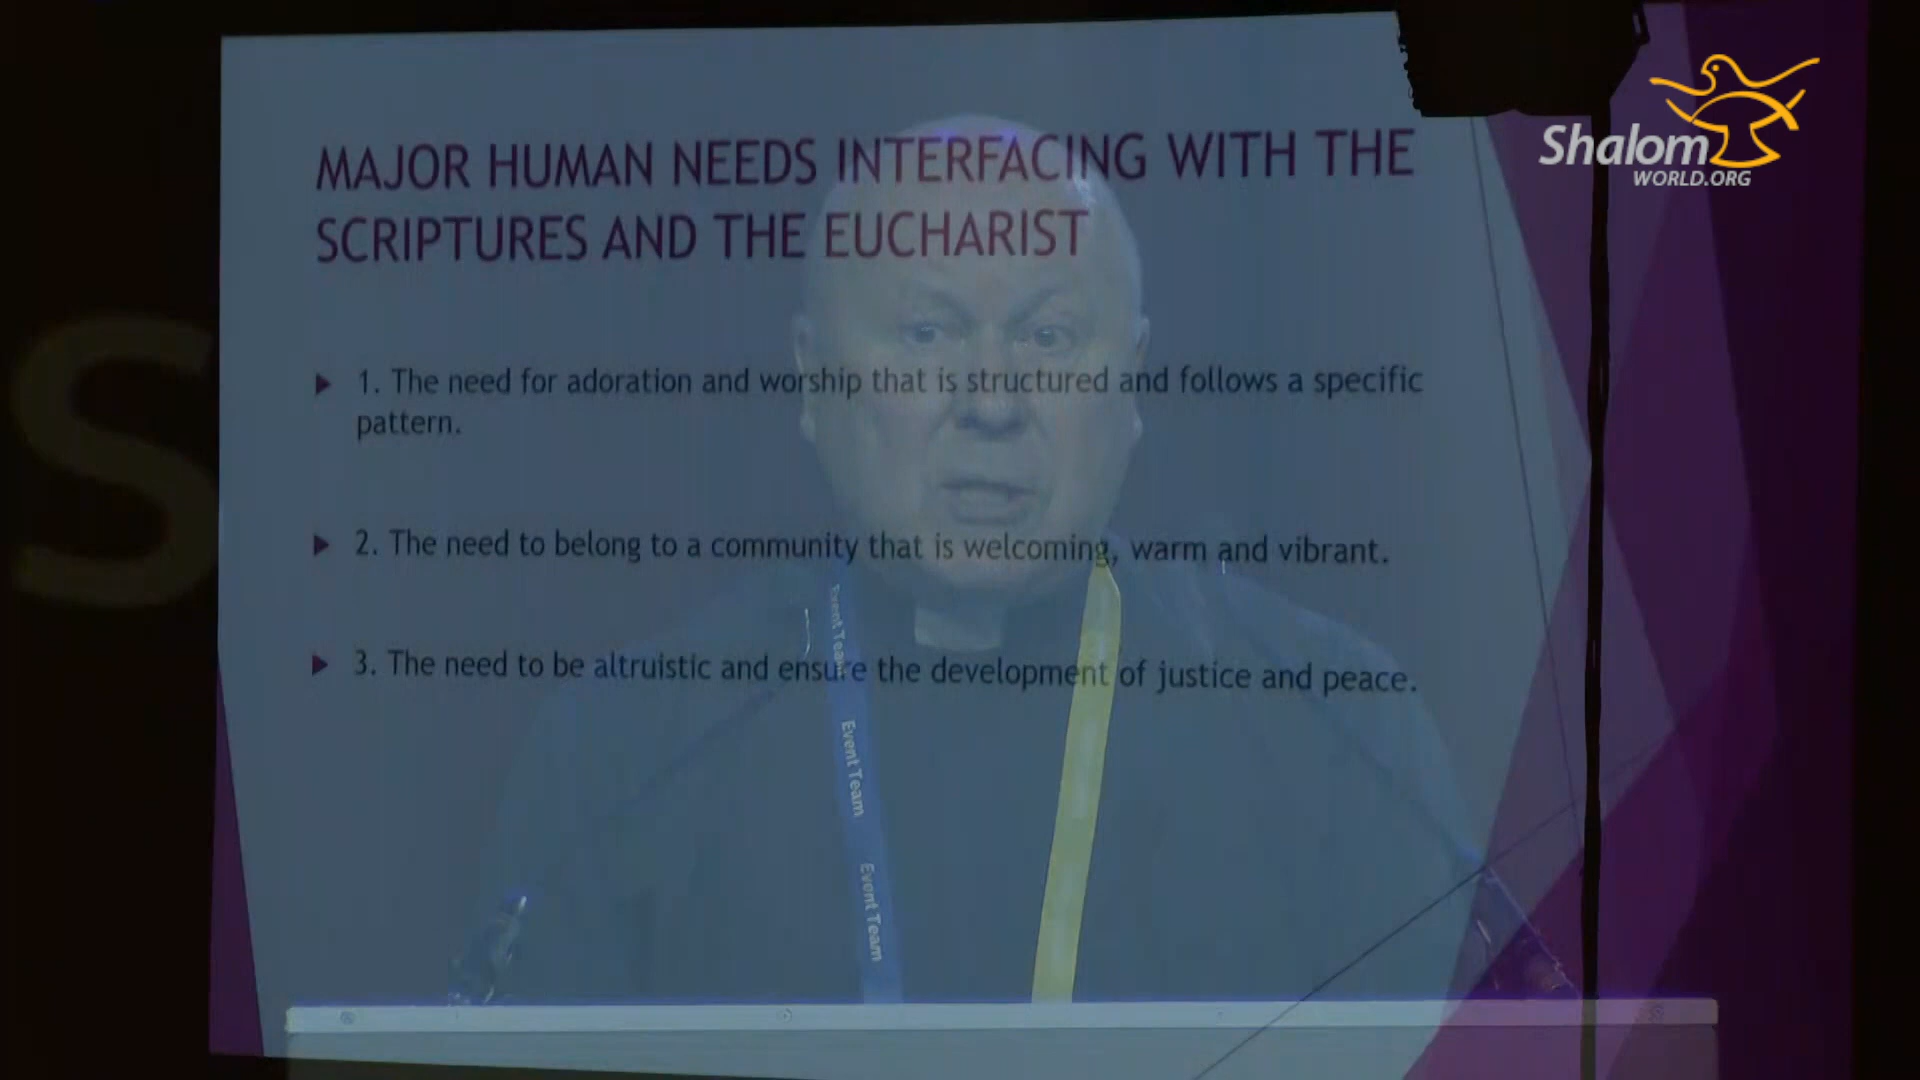 MAJOR HUMAN NEEDS INTERFACING WITH THE
SCRIPTURES AND THE EUCHARIST
1. The need for adoration and worship that is structured and follows a specific
pattern.
2. The need to belong to a community that is welcoming, warm and vibrant.
3. The need to be altruistic and ensure the development of justice and peace.
Shalom
WORLD.ORG
S
Event Team
Event Team
Event Team